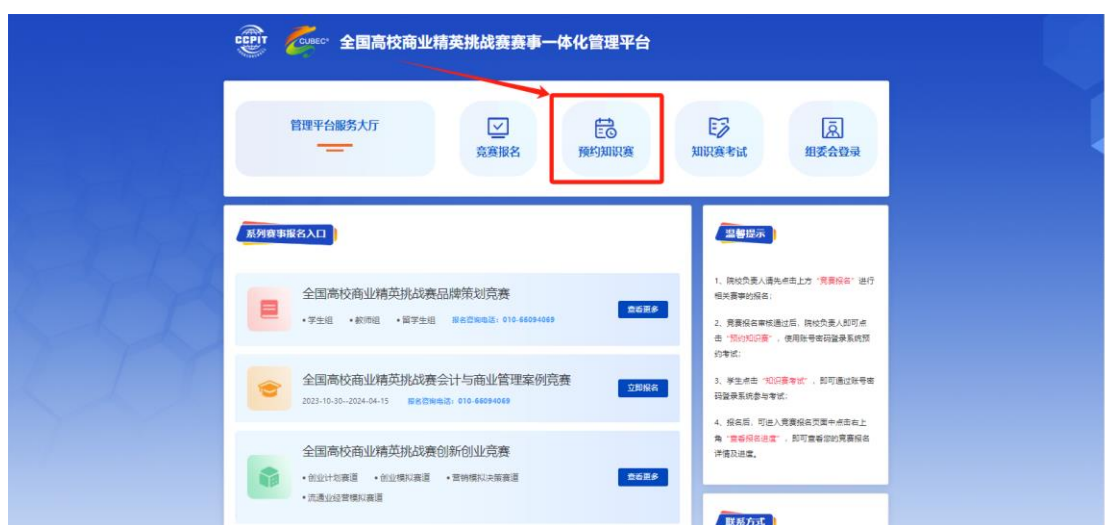 CCPIT
CUBEC®
全国高校商业精英挑战赛赛事一体化管理平台
管理平台服务大厅
竞赛报名
预约知识赛
知识赛考试
组委会登录
系列赛事报名入口
全国高校商业精英挑战赛品牌策划竞赛
•学生组 •教师组 •留学生组 报名咨询电话：010-66094069
查看更多
全国高校商业精英挑战赛会计与商业管理案例竞赛
2023-10-30--2024-04-15 报名咨询电话：010-66094069
立即报名
全国高校商业精英挑战赛创新创业竞赛
•创业计划赛道 •创业模拟赛道 •营销模拟决策赛道
•流通业经营模拟赛道
查看更多
温馨提示
1、院校负责人请先点击上方“竞赛报名”进行
相关赛事的报名；
2、竞赛报名审核通过后，院校负责人即可点
击“预约知识赛”，使用账号密码登录系统预
约考试；
3、学生点击“知识赛考试”，即可通过账号密
码登录系统参与考试；
4、报名后，可进入竞赛报名页面中点击右上
角“查看报名进度”，即可查看您的竞赛报名
详情及进度。
联系方式